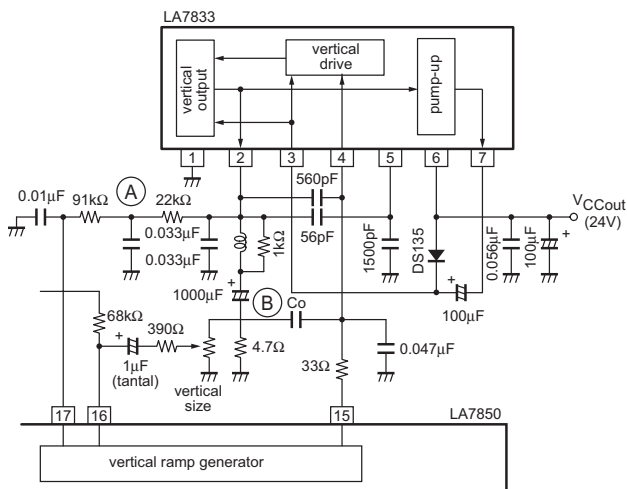 LA7833
vertical output
vertical drive
pump-up
1
2
3
4
5
6
7
560pF
56pF
0.01μF
91kΩ
A
22kΩ
0.033μF
0.033μF
1kΩ
1500pF
DS135
VCCout
(24V)
0.056μF
100μF
+
+
100μF
1000μF
+
B
Co
68kΩ
+
390Ω
1μF
(tantal)
vertical
size
4.7Ω
33Ω
0.047μF
17
16
15
LA7850
vertical ramp generator